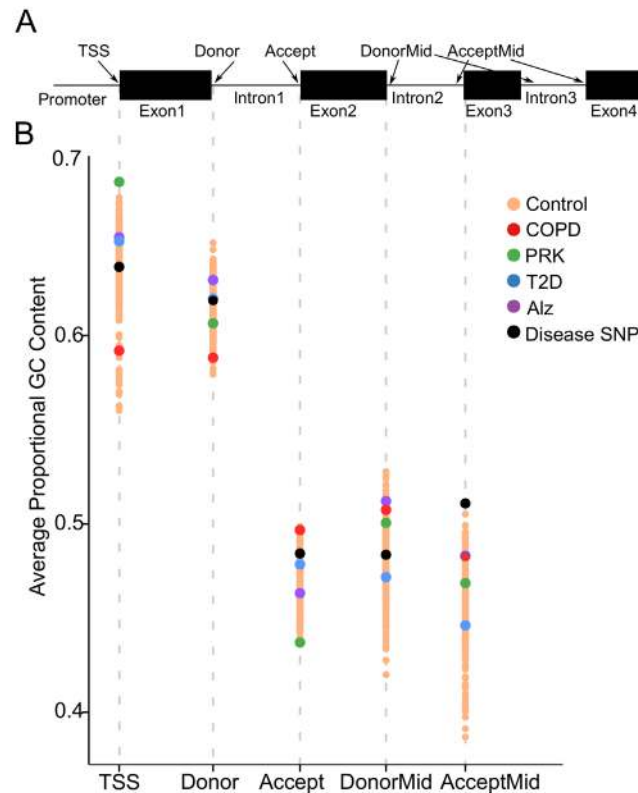 A
TSS Donor Accept DonorMid AcceptMid
Promoter Intron1 Intron2 Intron3
Exon1 Exon2 Exon3 Exon4
B
0.7
0.6
0.5
0.4
Average Proportional GC Content
Control
COPD
PRK
T2D
Alz
Disease SNP
TSS Donor Accept DonorMid AcceptMid